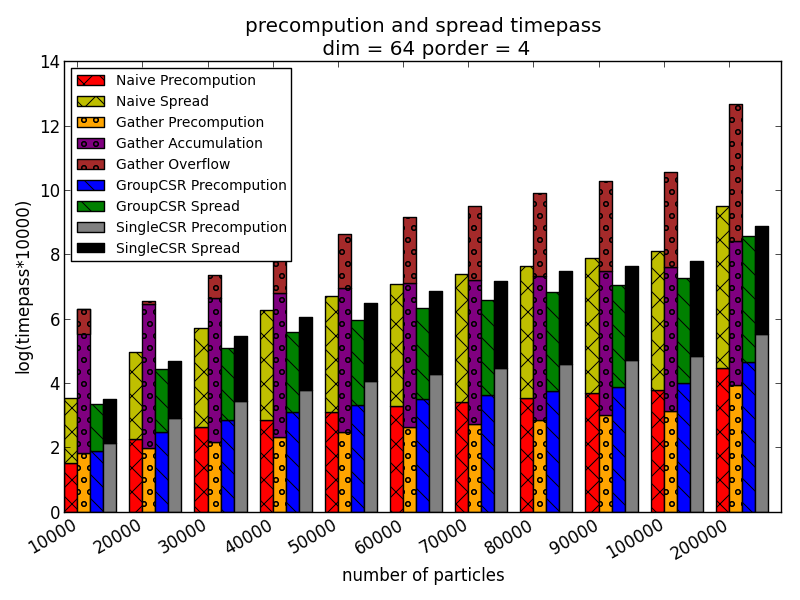 precompution and spread timepass
dim = 64 porder = 4
log(timepass*10000)
14
12
10
8
6
4
2
0
Naive Precompution
Naive Spread
Gather Precompution
Gather Accumulation
Gather Overflow
GroupCSR Precompution
GroupCSR Spread
SingleCSR Precompution
SingleCSR Spread
10000
20000
30000
40000
50000
60000
70000
80000
90000
100000
200000
number of particles